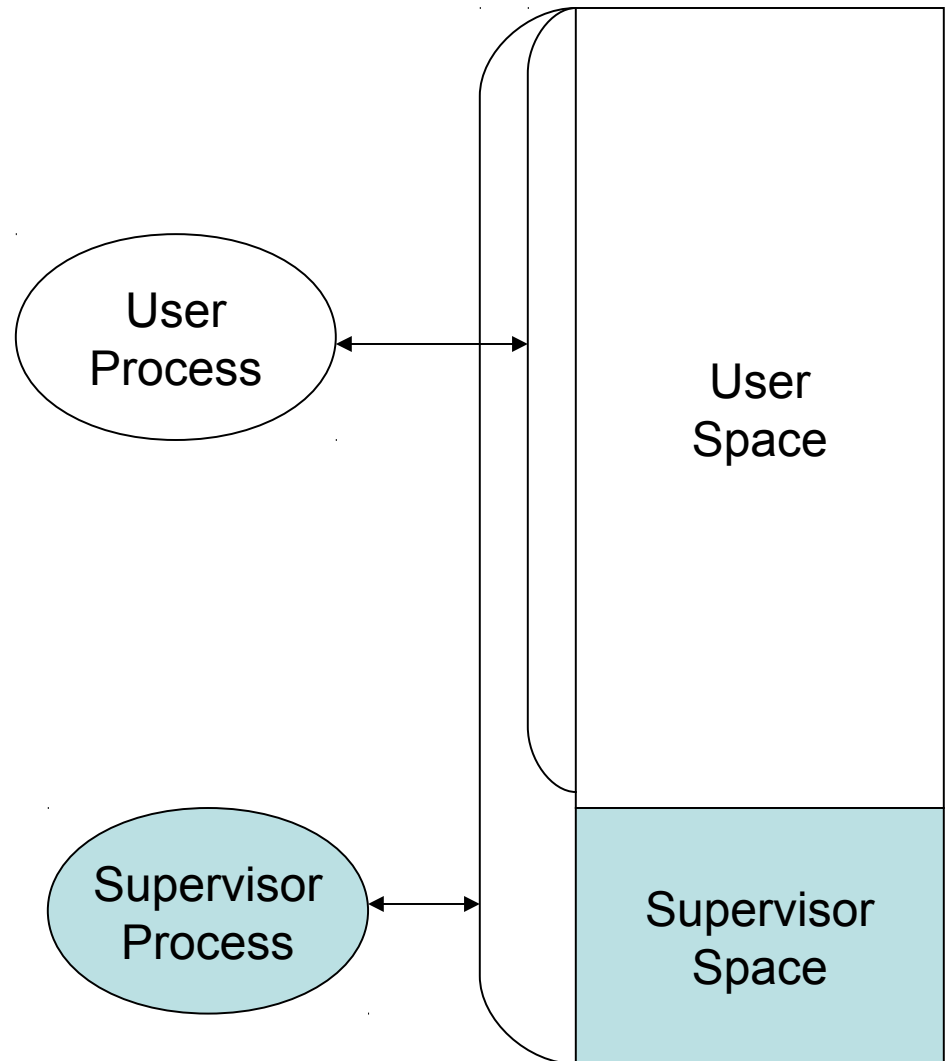 User
Process
User
Space
Supervisor
Process
Supervisor
Space